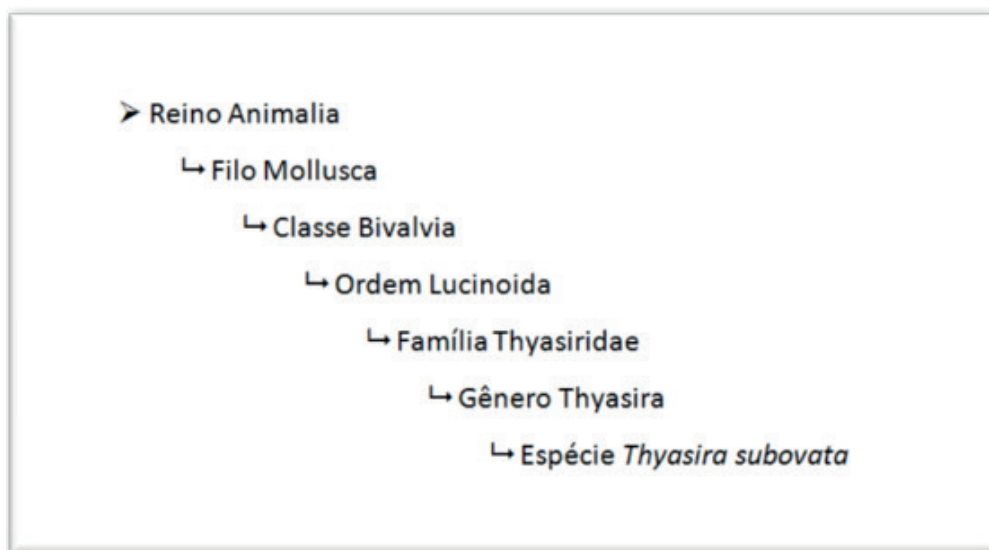 ➢ Reino Animalia
↳ Filo Mollusca
↳ Classe Bivalvia
↳ Ordem Lucinoida
↳ Família Thyasiridae
↳ Gênero Thyasira
↳ Espécie Thyasira subovata